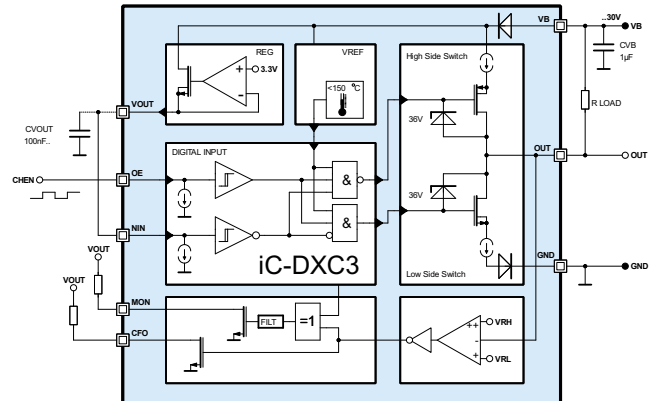 VB
..30V
VB
REG
VREF
High Side Switch
CVB
1µF
3.3V
+
-
<150 °C
VOUT
36V
R LOAD
CVOUT
100nF..
DIGITAL INPUT
OUT
OUT
CHEN
OE
&
36V
&
NIN
iC-DXC3
VOUT
Low Side Switch
GND
GND
VOUT
MON
FILT
=1
++
VRH
-
CFO
+
VRL